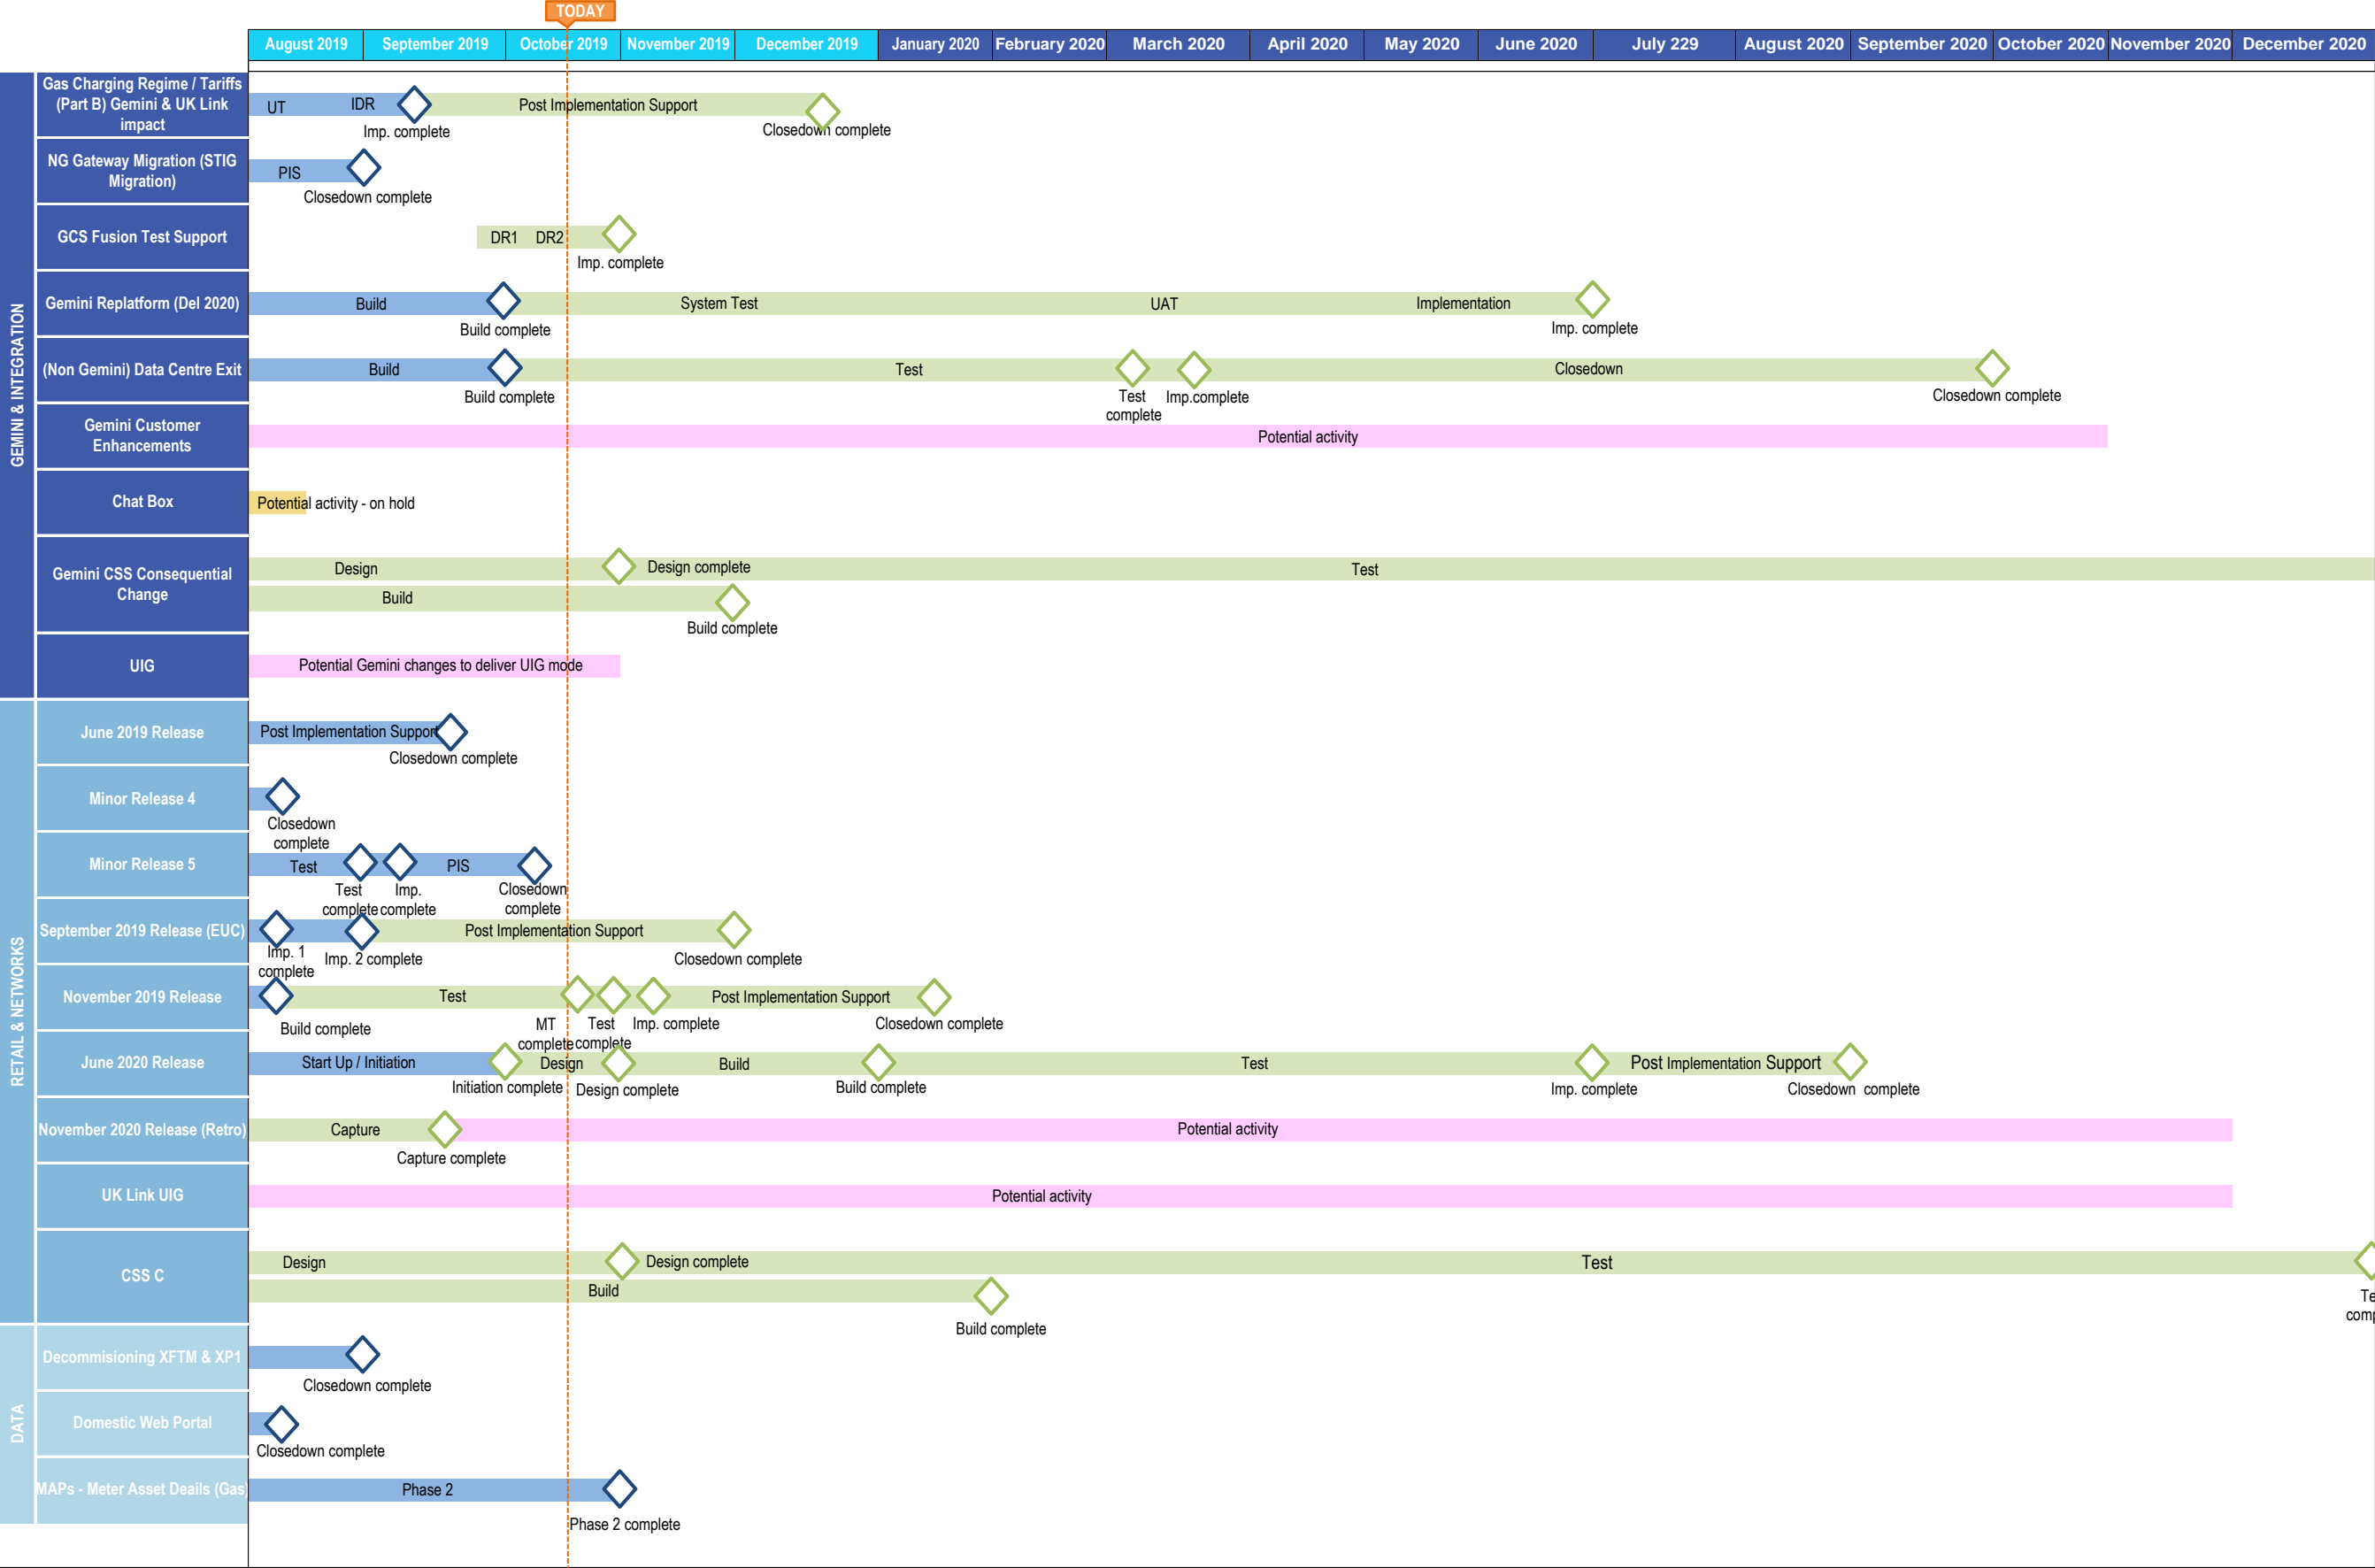 TODAY
August 2019 September 2019 October 2019 November 2019 December 2019 January 2020 February 2020 March 2020 April 2020 May 2020 June 2020 July 229 August 2020 September 2020 October 2020 November 2020 December 2020
GEMINI & INTEGRATION
Gas Charging Regime / Tariffs
(Part B) Gemini & UK Link
impact
UT IDR Post Implementation Support
Imp. complete Closedown complete
NG Gateway Migration (STIG
Migration)
PIS
Closedown complete
GCS Fusion Test Support
DR1 DR2
Imp. complete
Gemini Replatform (Del 2020)
Build System Test UAT Implementation
Build complete Imp. complete
(Non Gemini) Data Centre Exit
Build Test Closedown
Build complete Test
complete Imp.complete Closedown complete
Gemini Customer
Enhancements
Potential activity
Chat Box
Potential activity - on hold
Gemini CSS Consequential
Change
Design Design complete Test
Build
Build complete
UIG
Potential Gemini changes to deliver UIG mode
RETAIL & NETWORKS
June 2019 Release
Post Implementation Support
Closedown complete
Minor Release 4
Closedown
complete
Minor Release 5
Test PIS
Test
complete
Imp.
complete
Closedown
complete
September 2019 Release (EUC)
Post Implementation Support
Imp. 1
complete
Imp. 2 complete Closedown complete
November 2019 Release
Test Post Implementation Support
Build complete
MT
complete
Test
complete
Imp. complete Closedown complete
June 2020 Release
Start Up / Initiation Design Build Test Post Implementation Support
Initiation complete Design complete Build complete Imp. complete Closedown complete
November 2020 Release (Retro)
Capture Potential activity
Capture complete
UK Link UIG
Potential activity
CSS C
Design Design complete Test
Build
Build complete
Te
comp
DATA
Decommisioning XFTM & XP1
Closedown complete
Domestic Web Portal
Closedown complete
MAPs - Meter Asset Deails (Gas)
Phase 2
Phase 2 complete